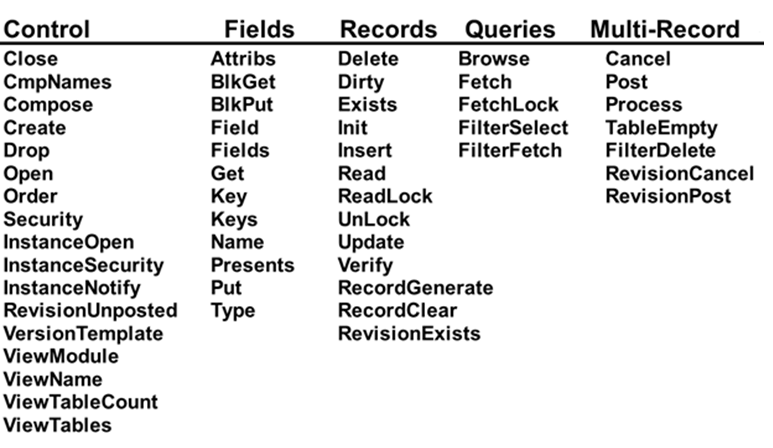 Control Fields Records Queries Multi-Record
Close Attribs Delete Browse Cancel
CmpNames BlkGet Dirty Fetch Post
Compose BlkPut Exists FetchLock Process
Create Field Init FilterSelect TableEmpty
Drop Fields Insert FilterFetch FilterDelete
Open Get Read RevisionCancel
Order Key ReadLock RevisionPost
Security Keys UnLock
InstanceOpen Name Update
InstanceSecurity Presents Verify
InstanceNotify Put RecordGenerate
RevisionUnposted Type RecordClear
VersionTemplate RevisionExists
ViewModule
ViewName
ViewTableCount
ViewTables